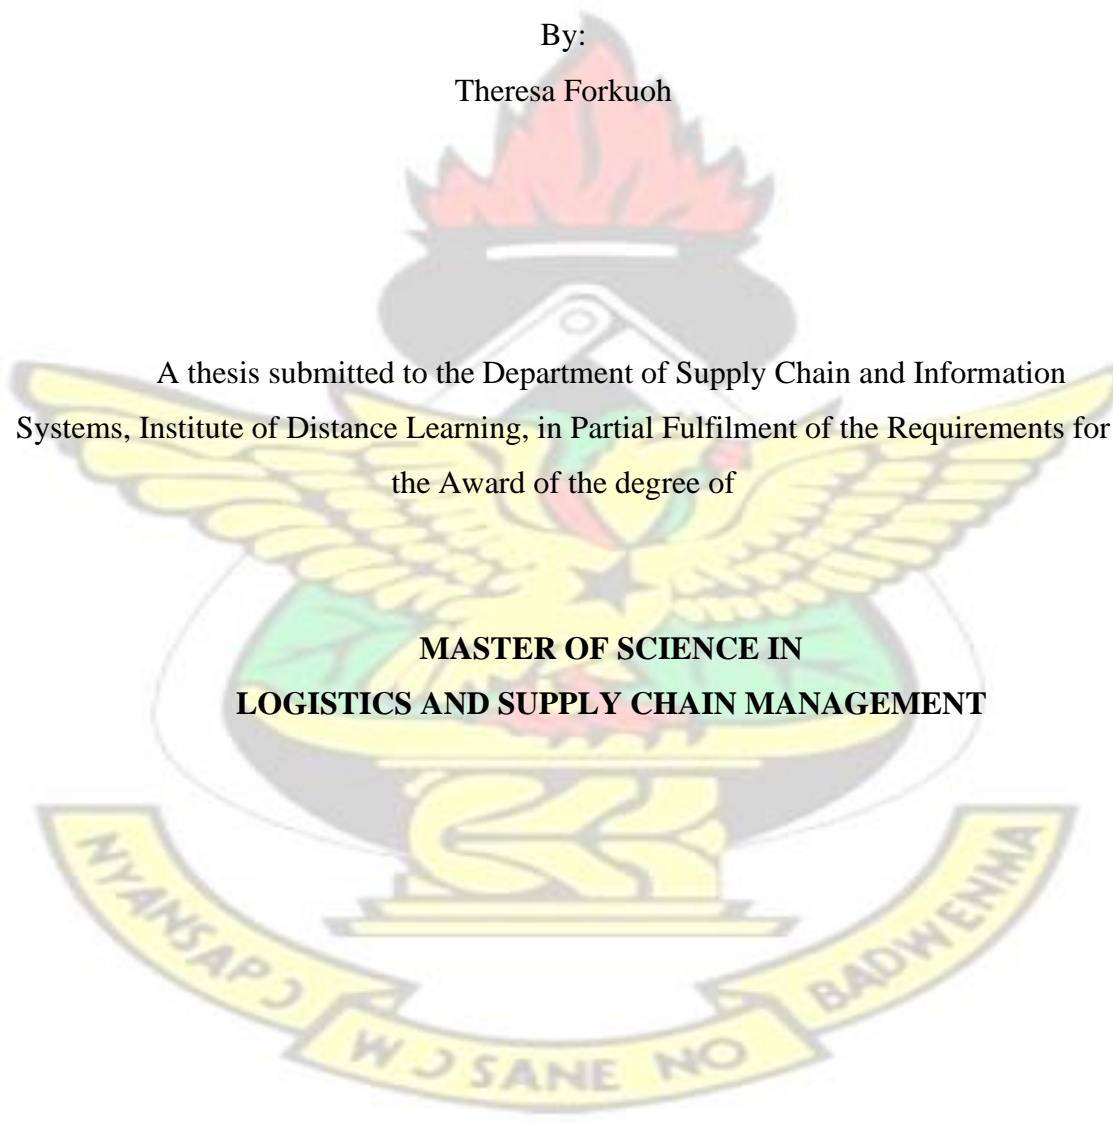 By:
Theresa Forkuoh
A thesis submitted to the Department of Supply Chain and Information
Systems, Institute of Distance Learning, in Partial Fulfilment of the Requirements for
the Award of the degree of
MASTER OF SCIENCE IN
LOGISTICS AND SUPPLY CHAIN MANAGEMENT
NYANSAPƆ
WƆSANE NO
BADWENMA